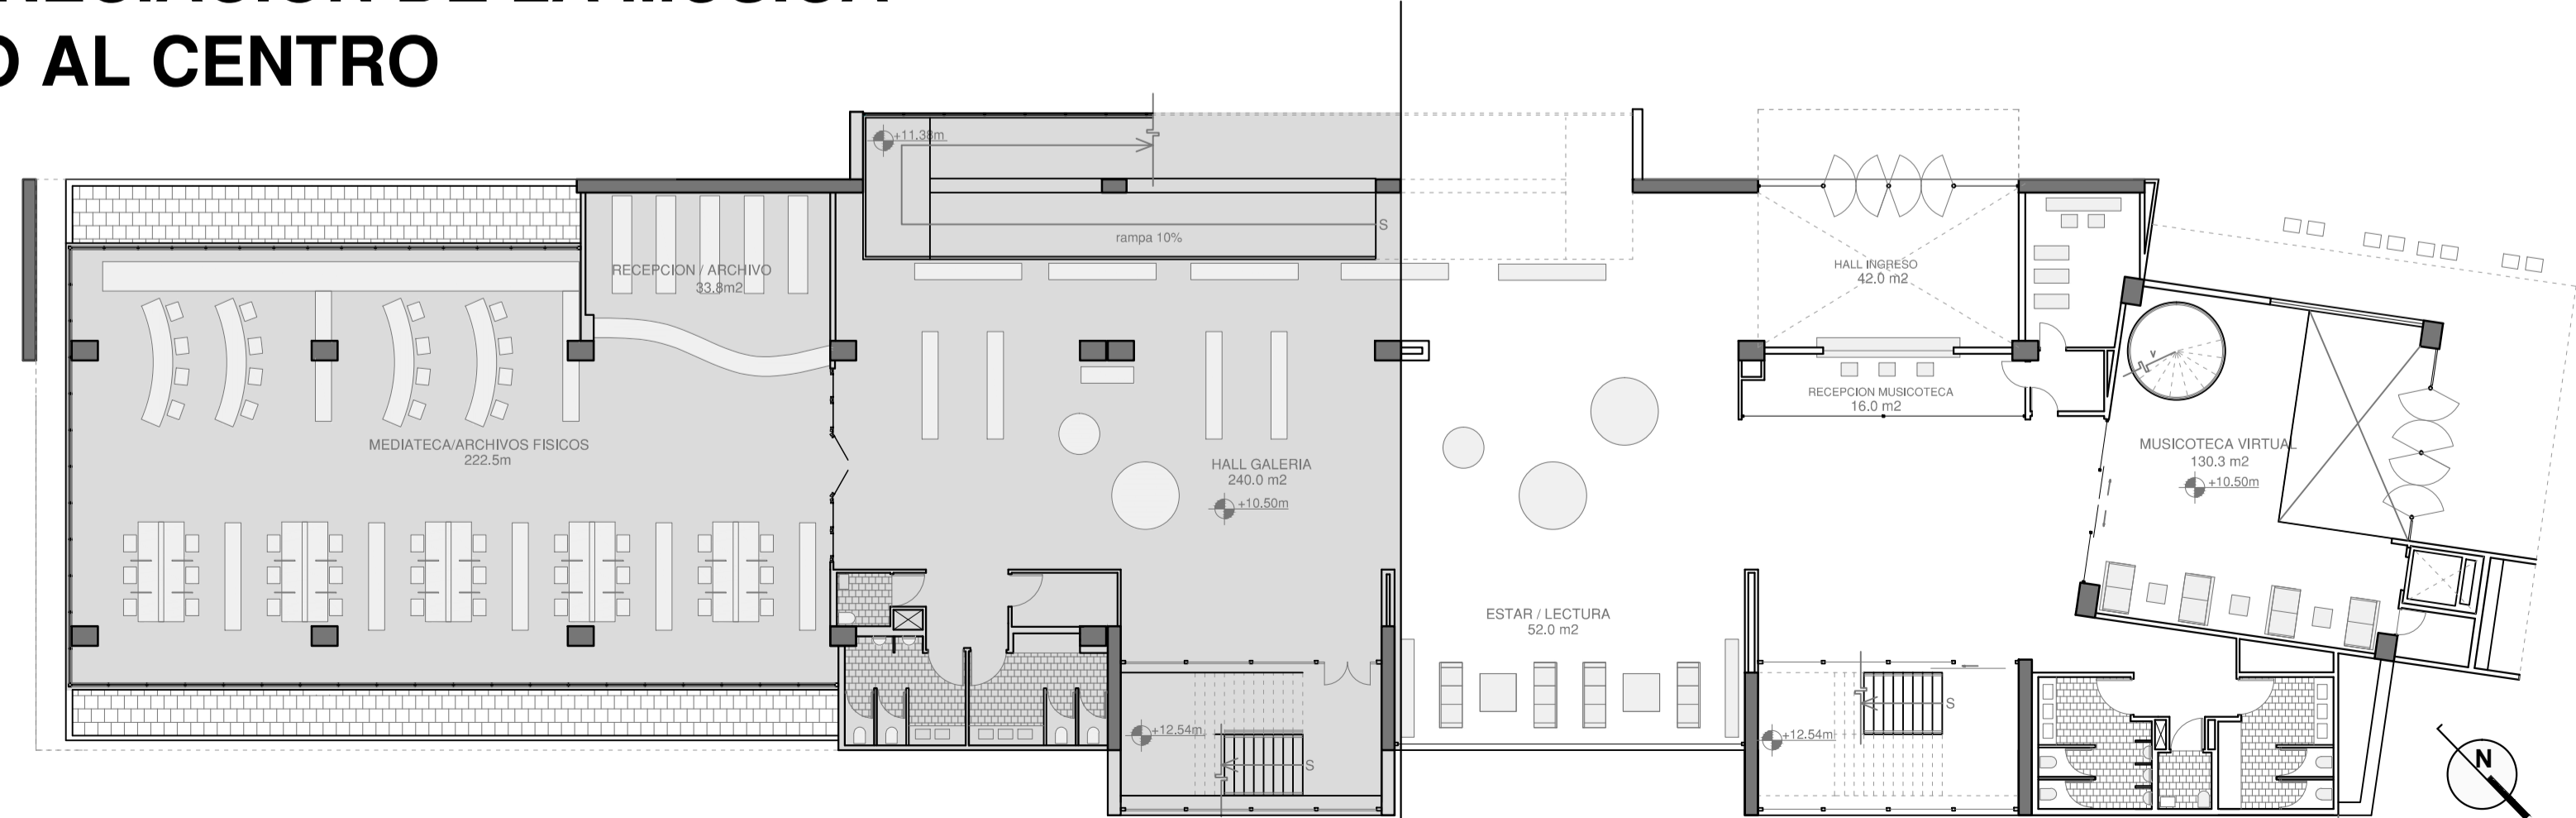 O AL CENTRO
+11.38m
S
rampa 10%
RECEPCION / ARCHIVO
33.8m2
HALL INGRESO
42.0 m2
RECEPCION MUSICOTECA
16.0 m2
v
MEDIATECA/ARCHIVOS FISICOS
222.5m
HALL GALERIA
240.0 m2
+10.50m
MUSICOTECA VIRTUAL
130.3 m2
+10.50m
ESTAR / LECTURA
52.0 m2
+12.54m
S
+12.54m
S
N